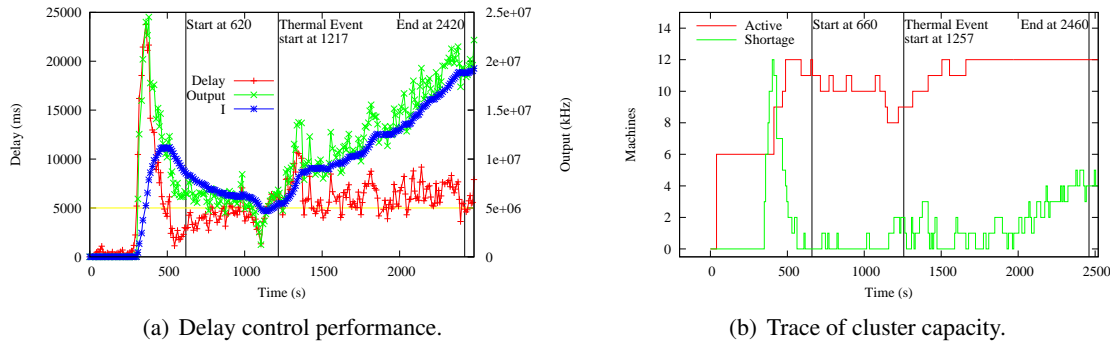 25000
20000
15000
10000
5000
0
Delay (ms)
0 500 1000 1500 2000
Time (s)
2.5e+07
2e+07
1.5e+07
1e+07
5e+06
0
Output (kHz)
Start at 620
Thermal Event
start at 1217
End at 2420
Delay
Output
I
(a) Delay control performance.
14
12
10
8
6
4
2
0
Machines
0 500 1000 1500 2000 2500
Time (s)
Active
Shortage
Start at 660
Thermal Event
start at 1257
End at 2460
(b) Trace of cluster capacity.